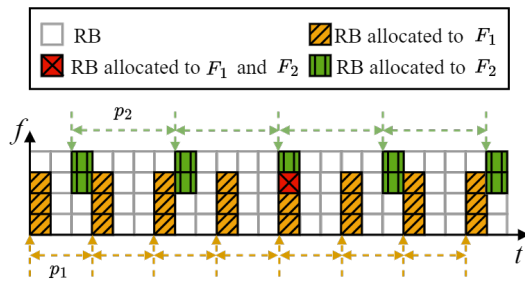 RB
RB allocated to F₁
RB allocated to F₁ and F₂
RB allocated to F₂
p₂
f
p₁
t